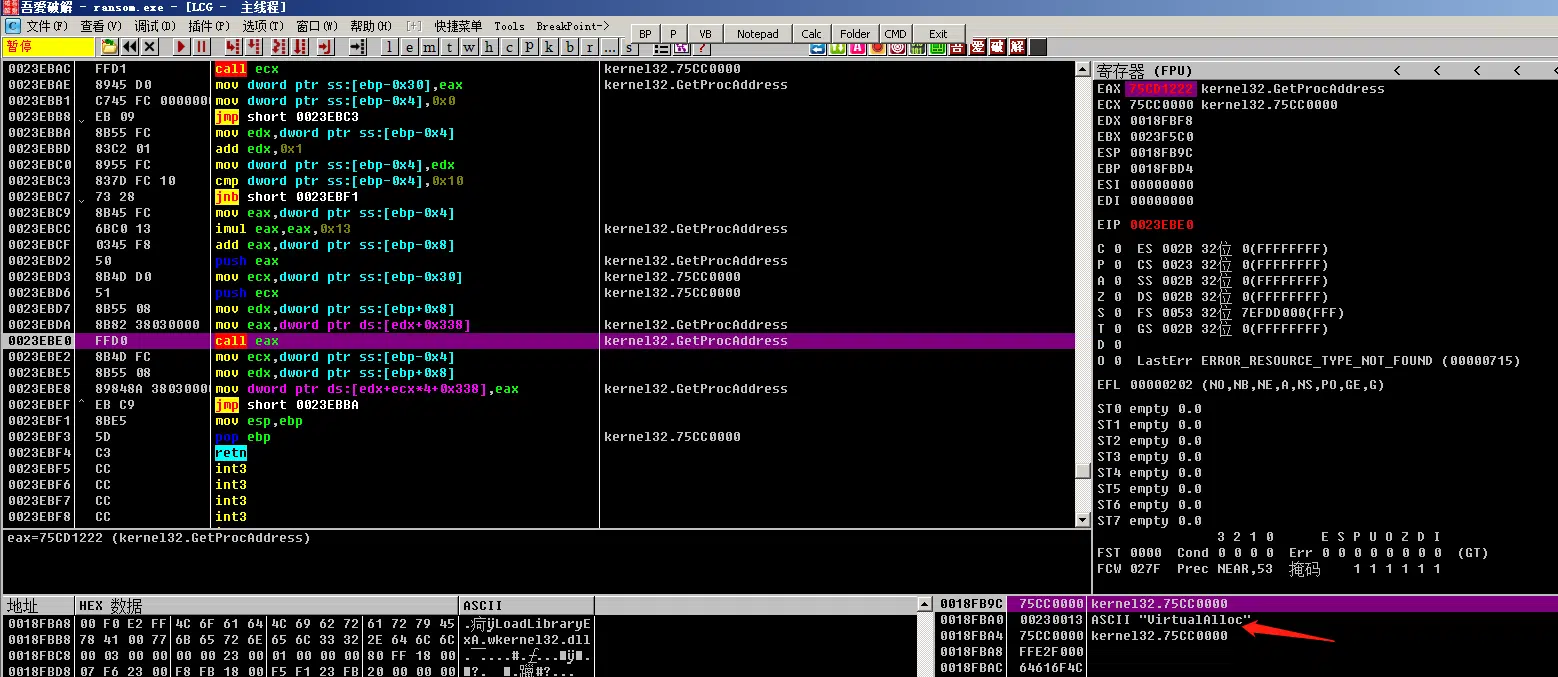 吾爱破解 - ransom.exe - [LCG - 主线程]
文件(F) 查看(V) 调试(D) 插件(P) 选项(T) 窗口(W) 帮助(H) [+] 快捷菜单 Tools BreakPoint->
BP P VB Notepad Calc Folder CMD Exit
暂停 l e m t w h c p k b r ... s ? 吾 爱 破 解
0023EBAC FFD1 call ecx kernel32.75CC0000
0023EBAE 8945 D0 mov dword ptr ss:[ebp-0x30],eax kernel32.GetProcAddress
0023EBB1 C745 FC 0000000 mov dword ptr ss:[ebp-0x4],0x0
0023EBB8 EB 09 jmp short 0023EBC3
0023EBBA 8B55 FC mov edx,dword ptr ss:[ebp-0x4]
0023EBBD 83C2 01 add edx,0x1
0023EBC0 8955 FC mov dword ptr ss:[ebp-0x4],edx
0023EBC3 837D FC 10 cmp dword ptr ss:[ebp-0x4],0x10
0023EBC7 73 28 jnb short 0023EBF1
0023EBC9 8B45 FC mov eax,dword ptr ss:[ebp-0x4]
0023EBCC 6BC0 13 imul eax,eax,0x13 kernel32.GetProcAddress
0023EBCF 0345 F8 add eax,dword ptr ss:[ebp-0x8]
0023EBD2 50 push eax kernel32.GetProcAddress
0023EBD3 8B4D D0 mov ecx,dword ptr ss:[ebp-0x30] kernel32.75CC0000
0023EBD6 51 push ecx kernel32.75CC0000
0023EBD7 8B55 08 mov edx,dword ptr ss:[ebp+0x8]
0023EBDA 8B82 38030000 mov eax,dword ptr ds:[edx+0x338] kernel32.GetProcAddress
0023EBE0 FFD0 call eax kernel32.GetProcAddress
0023EBE2 8B4D FC mov ecx,dword ptr ss:[ebp-0x4]
0023EBE5 8B55 08 mov edx,dword ptr ss:[ebp+0x8]
0023EBE8 89848A 3803000 mov dword ptr ds:[edx+ecx*4+0x338],eax kernel32.GetProcAddress
0023EBEF ^ EB C9 jmp short 0023EBBA
0023EBF1 8BE5 mov esp,ebp
0023EBF3 5D pop ebp kernel32.75CC0000
0023EBF4 C3 retn
0023EBF5 CC int3
0023EBF6 CC int3
0023EBF7 CC int3
0023EBF8 CC int3
eax=75CD1222 (kernel32.GetProcAddress)
寄存器 (FPU) < < < < <
EAX 75CD1222 kernel32.GetProcAddress
ECX 75CC0000 kernel32.75CC0000
EDX 0018FBF8
EBX 0023F5C0
ESP 0018FB9C
EBP 0018FBD4
ESI 00000000
EDI 00000000
EIP 0023EBE0
C 0 ES 002B 32位 0(FFFFFFFF)
P 0 CS 0023 32位 0(FFFFFFFF)
A 0 SS 002B 32位 0(FFFFFFFF)
Z 0 DS 002B 32位 0(FFFFFFFF)
S 0 FS 0053 32位 7EFDD000(FFF)
T 0 GS 002B 32位 0(FFFFFFFF)
D 0
O 0 LastErr ERROR_RESOURCE_TYPE_NOT_FOUND (00000715)
EFL 00000202 (NO,NB,NE,A,NS,PO,GE,G)
ST0 empty 0.0
ST1 empty 0.0
ST2 empty 0.0
ST3 empty 0.0
ST4 empty 0.0
ST5 empty 0.0
ST6 empty 0.0
ST7 empty 0.0
3 2 1 0 E S P U O Z D I
FST 0000 Cond 0 0 0 0 Err 0 0 0 0 0 0 0 0 (GT)
FCW 027F Prec NEAR,53 掩码 1 1 1 1 1 1
地址 HEX 数据 ASCII
0018FBA8 00 F0 E2 FF 4C 6F 61 64 4C 69 62 72 61 72 79 45 LoadLibraryE
0018FBB8 78 41 00 77 6B 65 72 6E 65 6C 33 32 2E 64 6C 6C xA.wkernel32.dll
0018FBC8 00 03 00 00 00 00 23 00 01 00 00 00 80 FF 18 00
0018FBD8 07 F6 23 00 F8 FB 18 00 F5 F1 23 FB 20 00 00 00
0018FB9C 75CC0000 kernel32.75CC0000
0018FBA0 00230013 ASCII "VirtualAlloc"
0018FBA4 75CC0000 kernel32.75CC0000
0018FBA8 FFE2F000
0018FBAC 64616F4C